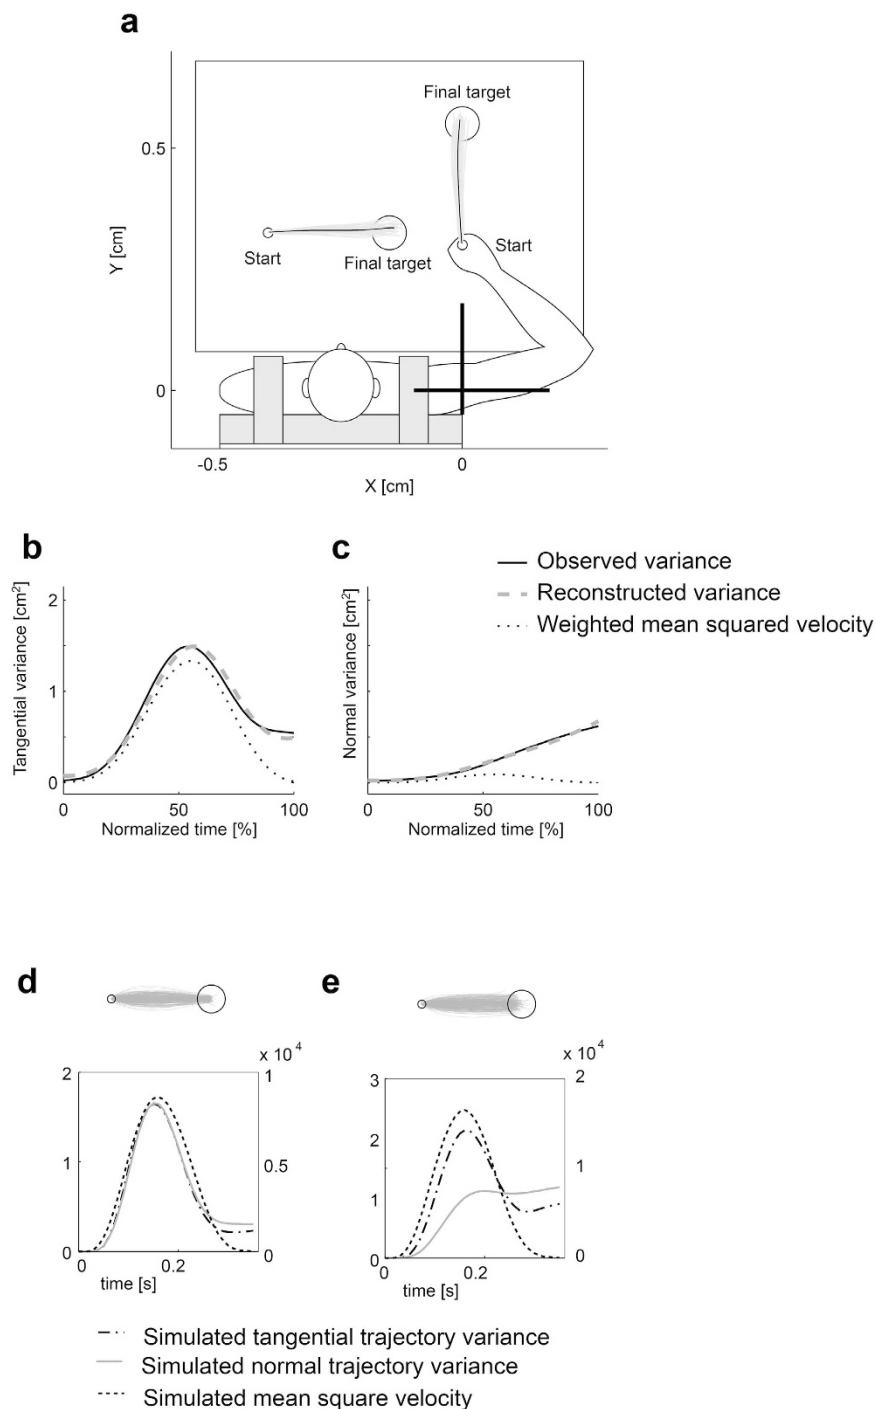 a
Final target
0.5
Y [cm]
Start
Final target
Start
0
-0.5
0
X [cm]
b
c
Observed variance
Reconstructed variance
Weighted mean squared velocity
Tangential variance [cm²]
2
1
0
0
50
100
Normalized time [%]
Normal variance [cm²]
2
1
0
0
50
100
Normalized time [%]
d
e
x 10⁴
2
1
0
1
0.5
0
0
0.2
time [s]
x 10⁴
3
2
1
0
2
1
0
0
0.2
time [s]
Simulated tangential trajectory variance
Simulated normal trajectory variance
Simulated mean square velocity